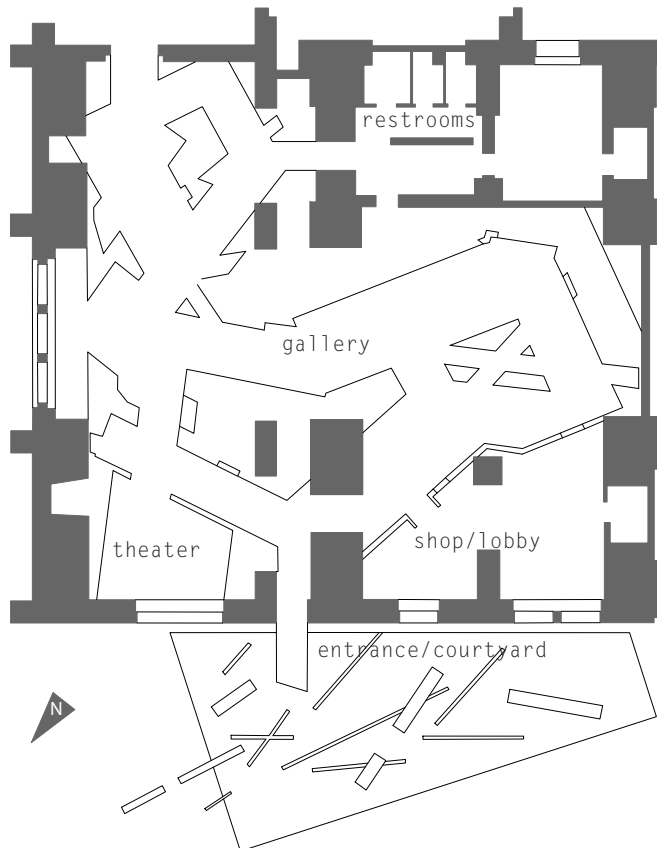 restrooms
gallery
theater
shop/lobby
entrance/courtyard
N